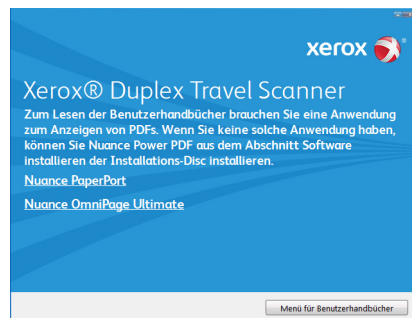 xerox
Xerox® Duplex Travel Scanner
Zum Lesen der Benutzerhandbücher brauchen Sie eine Anwendung
zum Anzeigen von PDFs. Wenn Sie keine solche Anwendung haben,
können Sie Nuance Power PDF aus dem Abschnitt Software
installieren der Installations-Disc installieren.
Nuance PaperPort
Nuance OmniPage Ultimate
Menü für Benutzerhandbücher